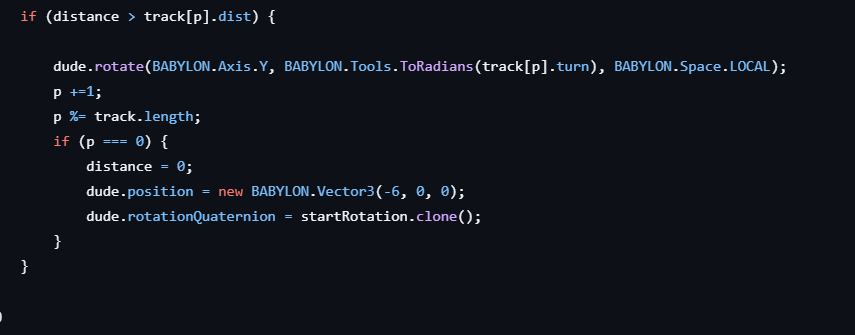 if (distance > track[p].dist) {
dude.rotate(BABYLON.Axis.Y, BABYLON.Tools.ToRadians(track[p].turn), BABYLON.Space.LOCAL);
p +=1;
p %= track.length;
if (p === 0) {
distance = 0;
dude.position = new BABYLON.Vector3(-6, 0, 0);
dude.rotationQuaternion = startRotation.clone();
}
}